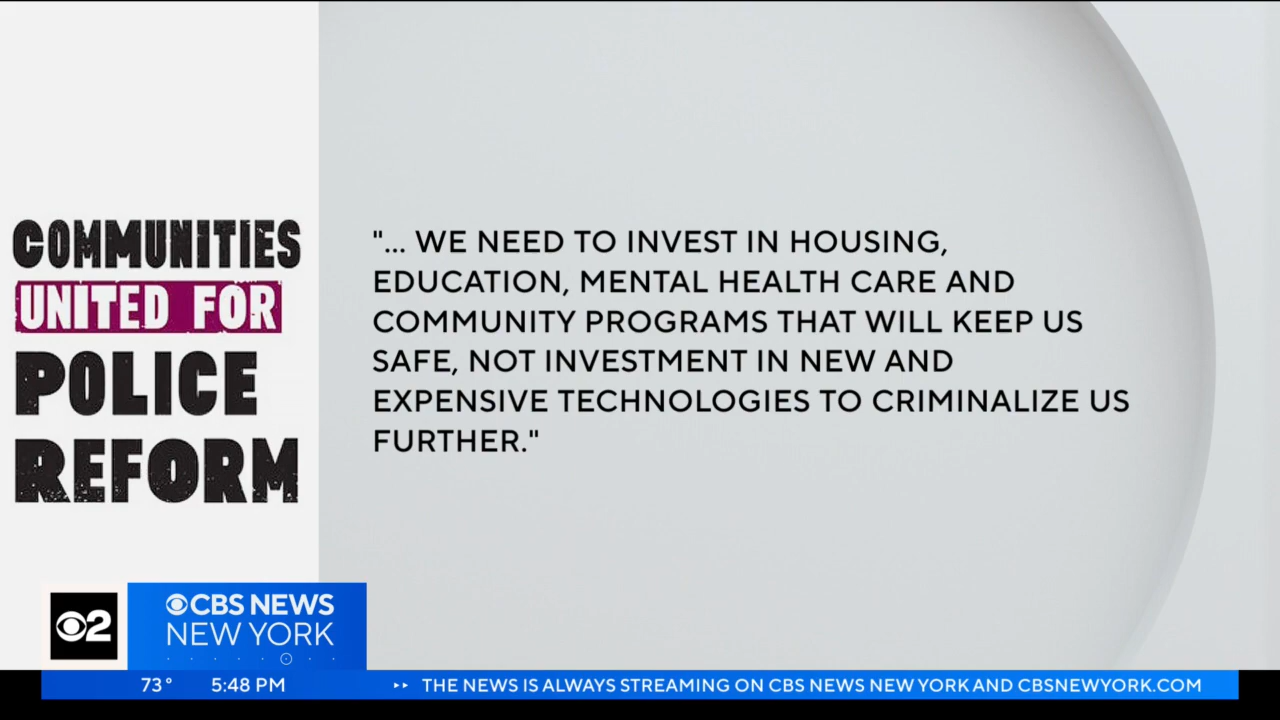 COMMUNITIES
UNITED FOR
POLICE
REFORM
"... WE NEED TO INVEST IN HOUSING,
EDUCATION, MENTAL HEALTH CARE AND
COMMUNITY PROGRAMS THAT WILL KEEP US
SAFE, NOT INVESTMENT IN NEW AND
EXPENSIVE TECHNOLOGIES TO CRIMINALIZE US
FURTHER."
2
CBS NEWS
NEW YORK
73° 5:48 PM THE NEWS IS ALWAYS STREAMING ON CBS NEWS NEW YORK AND CBSNEWYORK.COM